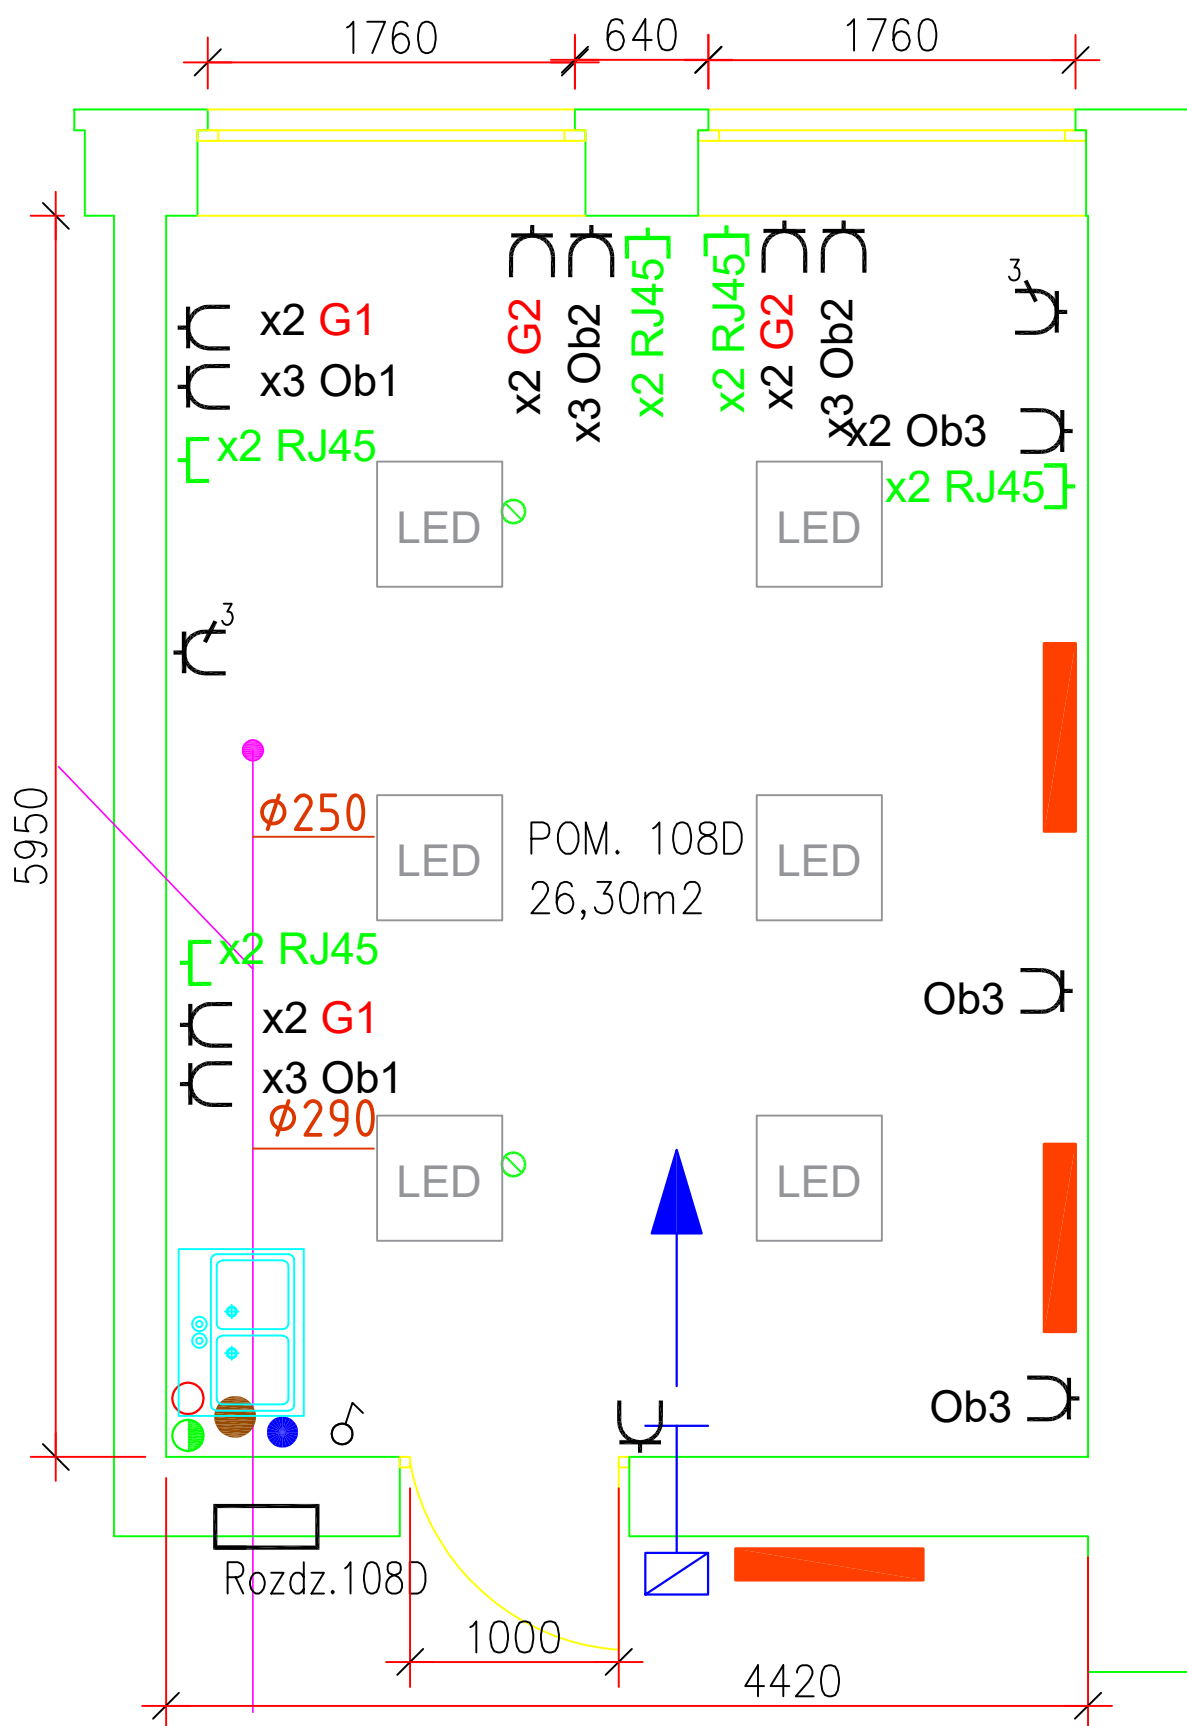 1760
640
1760
3
x2 G1
x3 Ob1
x2 RJ45
x2 G2
x3 Ob2
x2 RJ45
x2 RJ45
x2 G2
x3 Ob2
x2 Ob3
x2 RJ45
LED
LED
3
5950
ϕ250
LED
POM. 108D
26,30m2
LED
x2 RJ45
x2 G1
x3 Ob1
Ob3
ϕ290
LED
LED
Ob3
Rozdz.108D
1000
4420